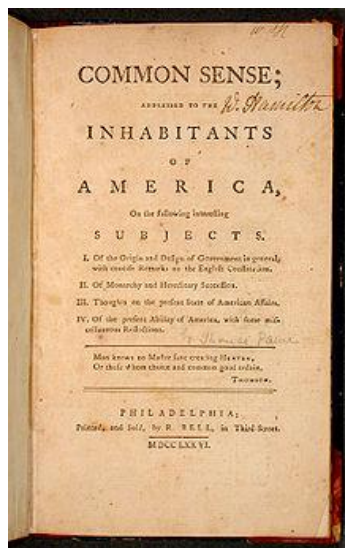 COMMON SENSE;
ADDRESSED TO THE
W. Hamilton
INHABITANTS
OF
AMERICA,
On the following interesting
SUBJECTS.
I. Of the Origin and Design of Government in general,
with concise Remarks on the English Constitution.
II. Of Monarchy and Hereditary Succession.
III. Thoughts on the present State of American Affairs.
IV. Of the present Ability of America, with some mis-
cellaneous Reflections.
Thomas Paine
Man knows no Master save creating HEAVEN,
Or those whom choice and common good ordain.
THOMSON.
PHILADELPHIA;
Printed, and Sold, by R. BELL, in Third-Street.
MDCCLXXVI.